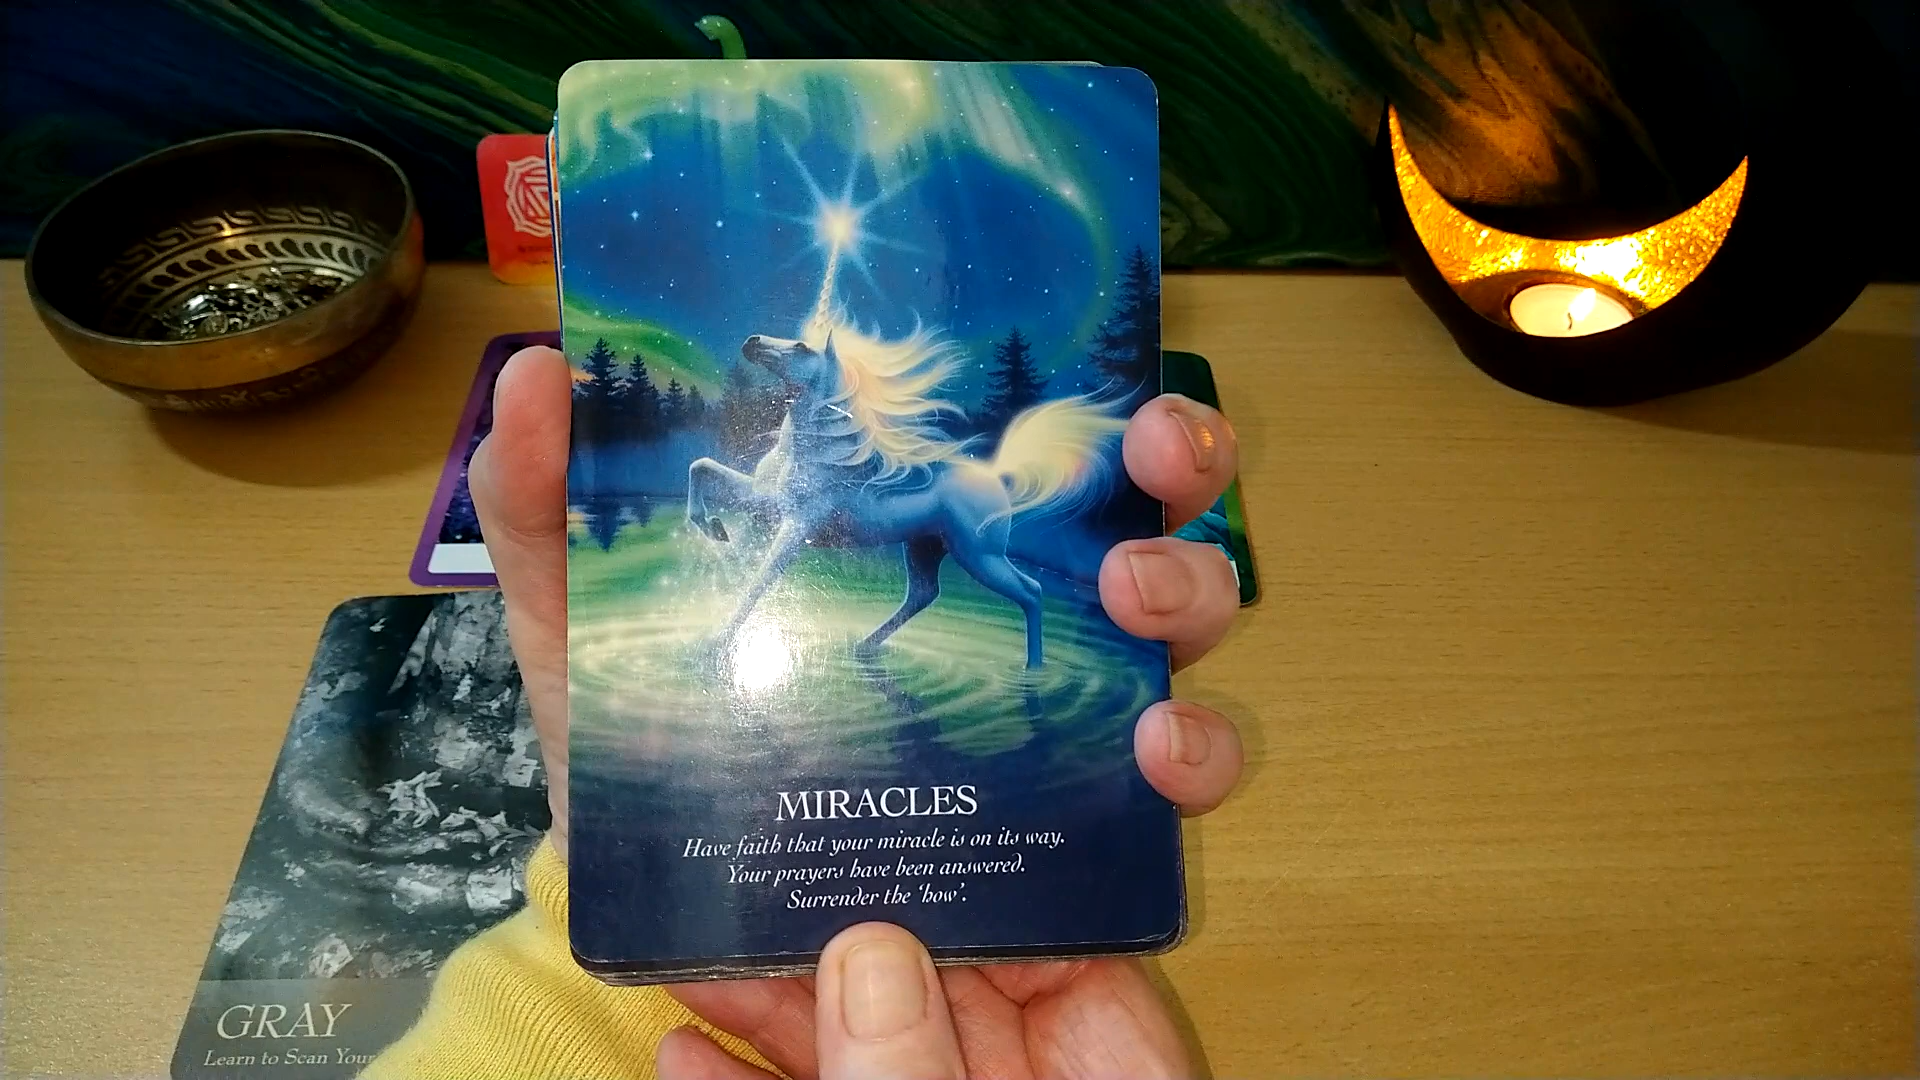 MIRACLES
Have faith that your miracle is on its way.
Your prayers have been answered.
Surrender the 'how'.
GRAY
Learn to Scan Your